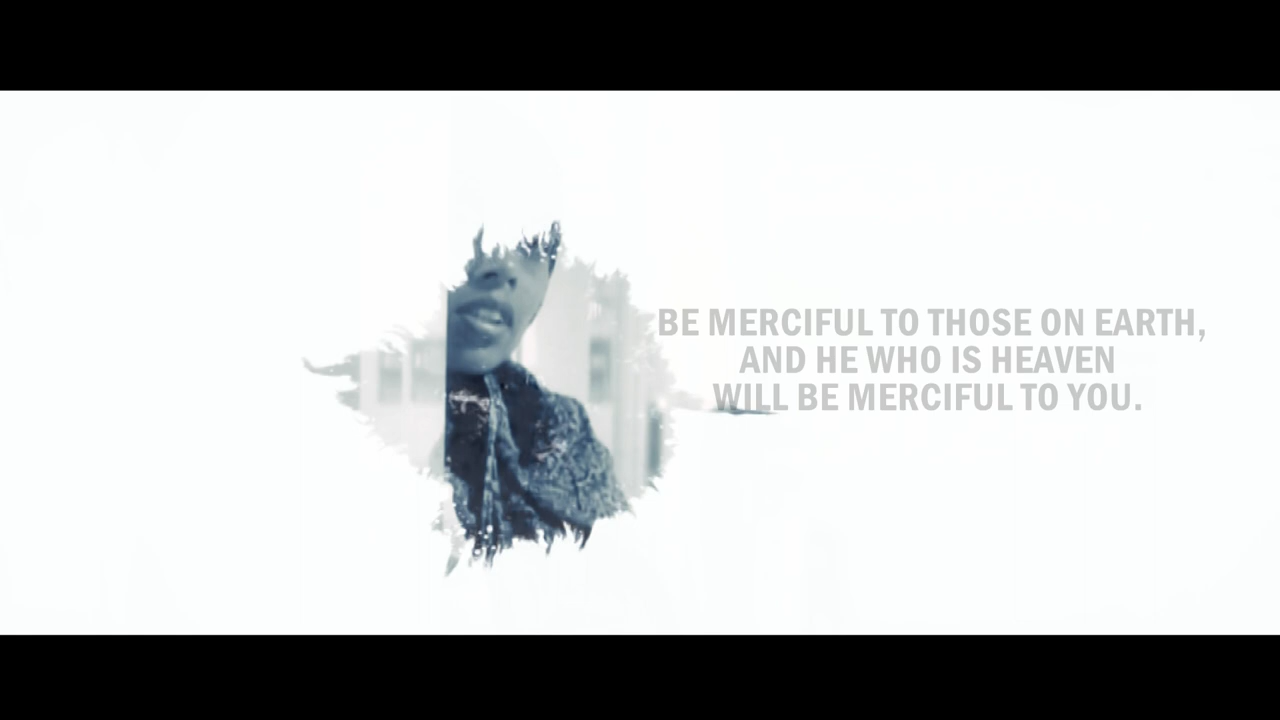 BE MERCIFUL TO THOSE ON EARTH,
AND HE WHO IS HEAVEN
WILL BE MERCIFUL TO YOU.